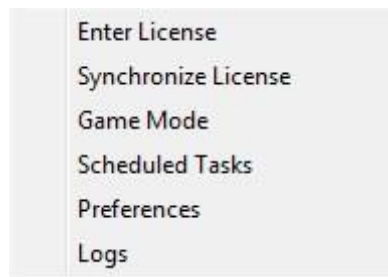 Enter License
Synchronize License
Game Mode
Scheduled Tasks
Preferences
Logs